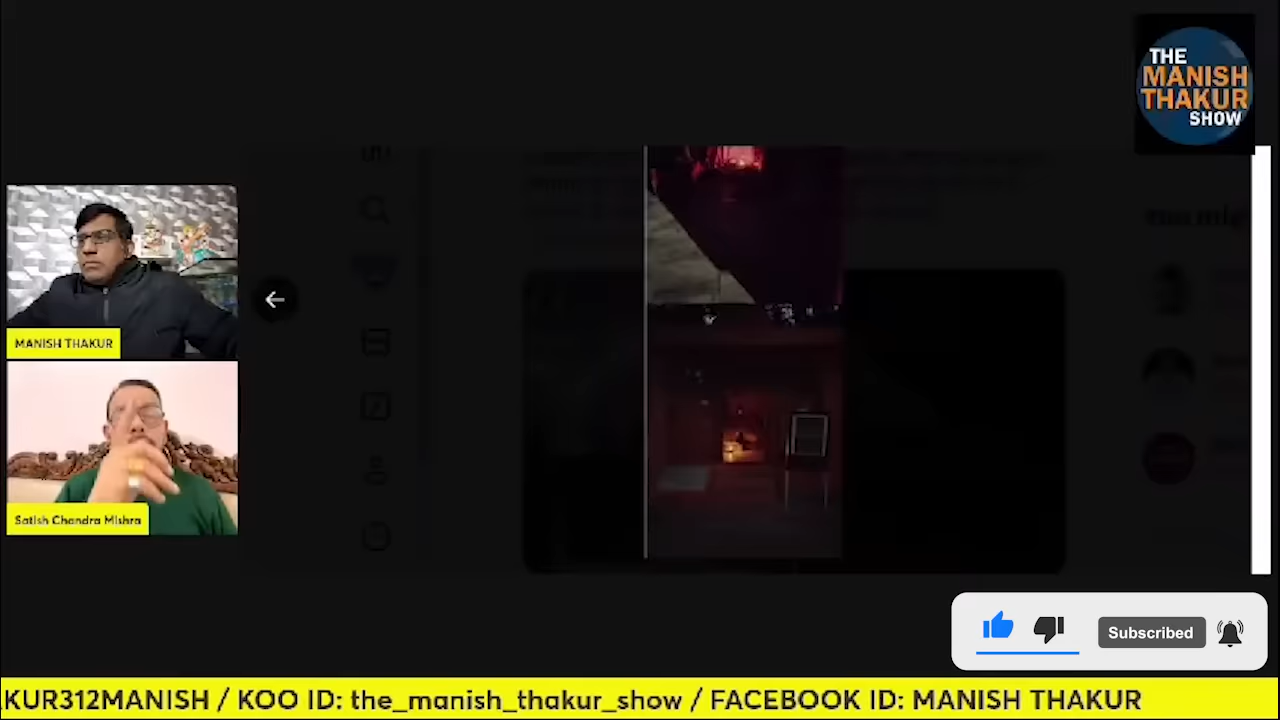 THE
MANISH
THAKUR
SHOW
MANISH THAKUR
Satish Chandra Mishra
Subscribed
KUR312MANISH / KOO ID: the_manish_thakur_show / FACEBOOK ID: MANISH THAKUR